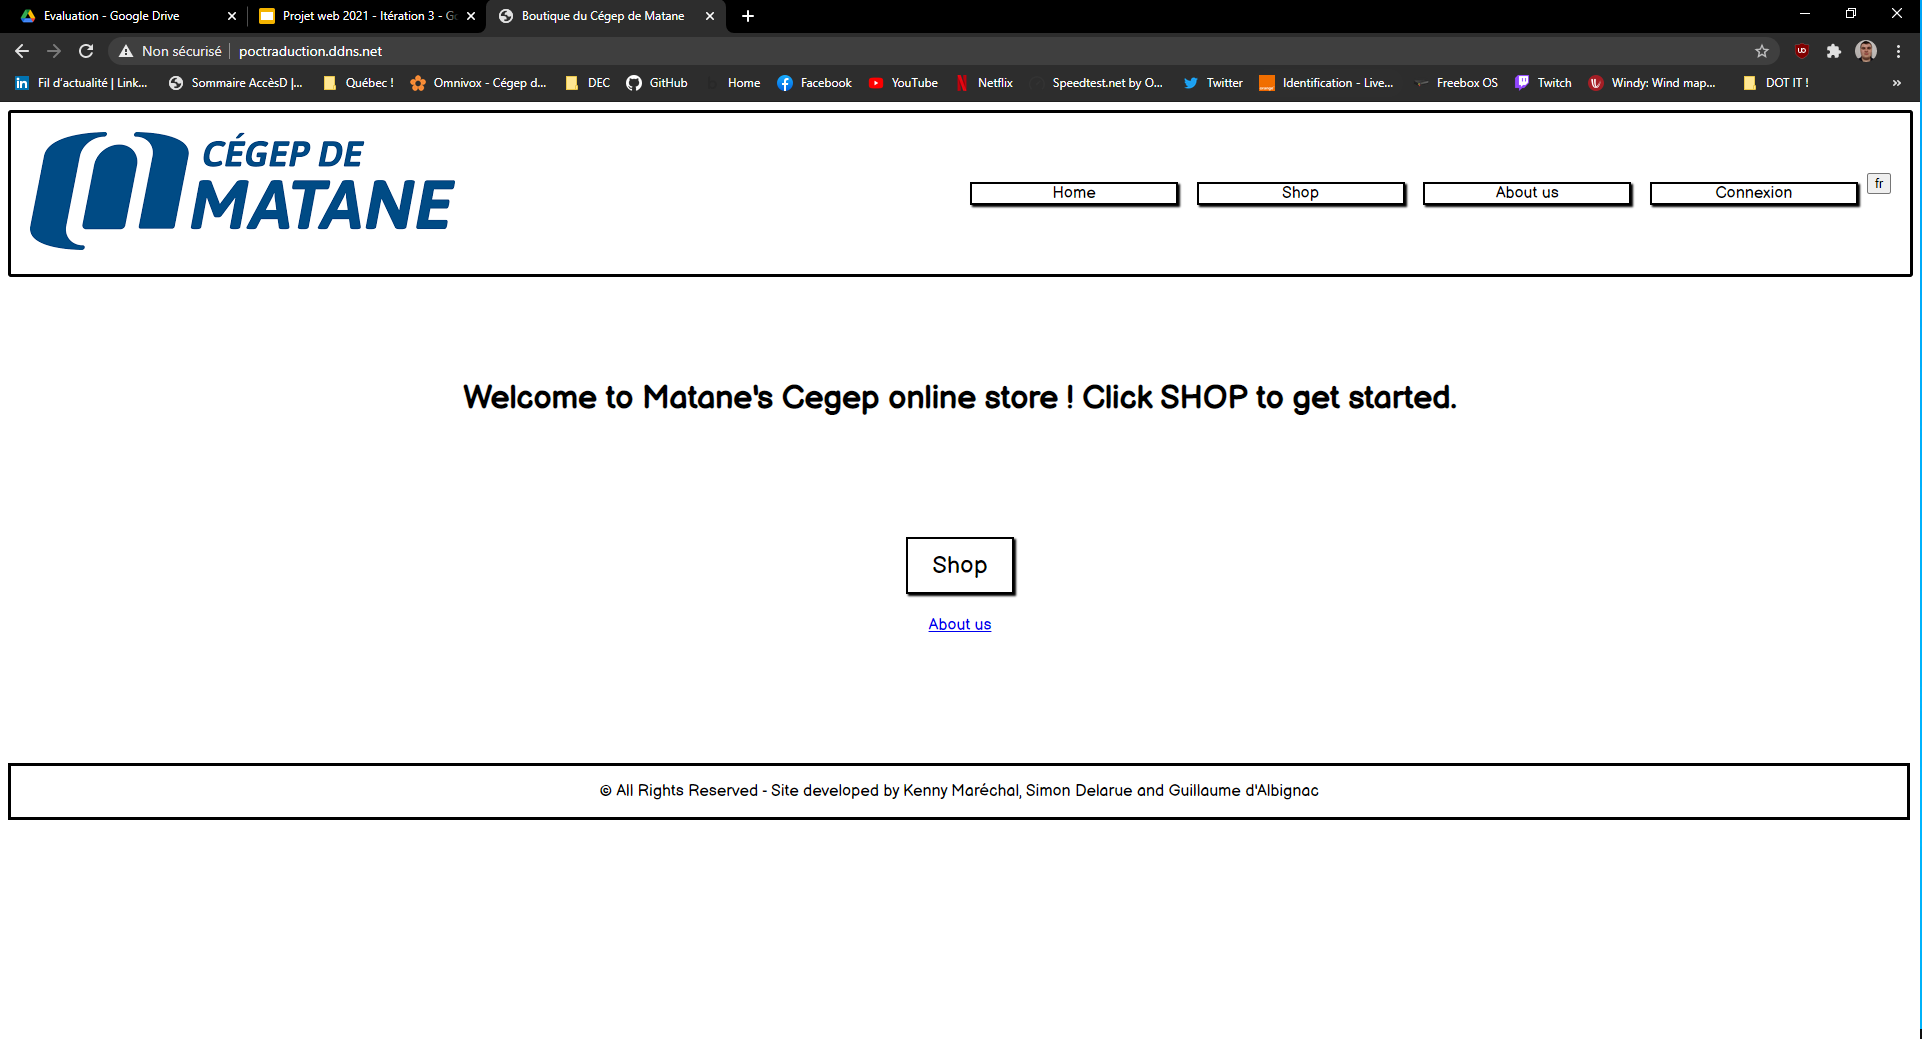 Evaluation - Google Drive
Projet web 2021 - Itération 3 - Go
Boutique du Cégep de Matane
Non sécurisé
poctraduction.ddns.net
Fil d'actualité | Link...
Sommaire AccèsD |...
Québec !
Omnivox - Cégep d...
DEC
GitHub
Home
Facebook
YouTube
Netflix
Speedtest.net by O...
Twitter
Identification - Live...
Freebox OS
Twitch
Windy: Wind map...
DOT IT !
»
CÉGEP DE
MATANE
Home
Shop
About us
Connexion
fr
Welcome to Matane's Cegep online store ! Click SHOP to get started.
Shop
About us
© All Rights Reserved - Site developed by Kenny Maréchal, Simon Delarue and Guillaume d'Albignac